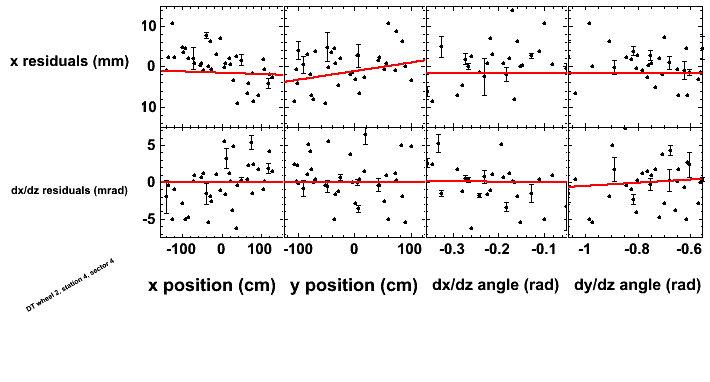 10
x residuals (mm)
0
10
5
dx/dz residuals (mrad)
0
-5
-100 0 100 -100 0 100 -0.3 -0.2 -0.1 -1 -0.8 -0.6
x position (cm) y position (cm) dx/dz angle (rad) dy/dz angle (rad)
DT wheel 2, station 4, sector 4